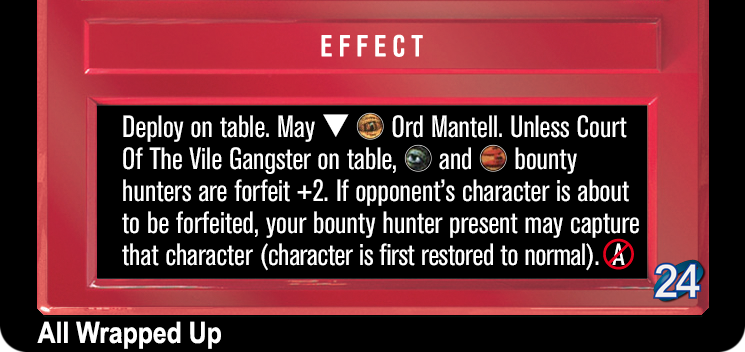 EFFECT
Deploy on table. May ▼ Ord Mantell. Unless Court
Of The Vile Gangster on table, and bounty
hunters are forfeit +2. If opponent's character is about
to be forfeited, your bounty hunter present may capture
that character (character is first restored to normal). A
24
All Wrapped Up